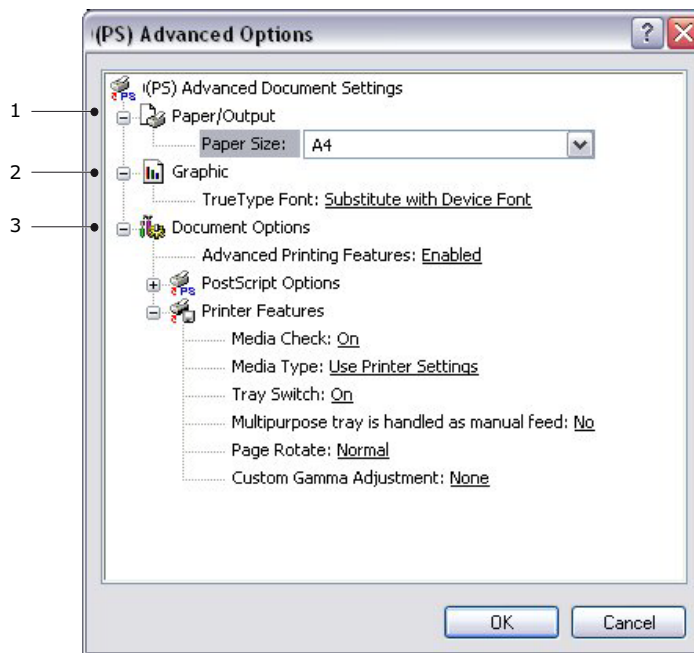 (PS) Advanced Options
(PS) Advanced Document Settings
1
Paper/Output
Paper Size: A4
2
Graphic
TrueType Font: Substitute with Device Font
3
Document Options
Advanced Printing Features: Enabled
PostScript Options
Printer Features
Media Check: On
Media Type: Use Printer Settings
Tray Switch: On
Multipurpose tray is handled as manual feed: No
Page Rotate: Normal
Custom Gamma Adjustment: None
OK Cancel